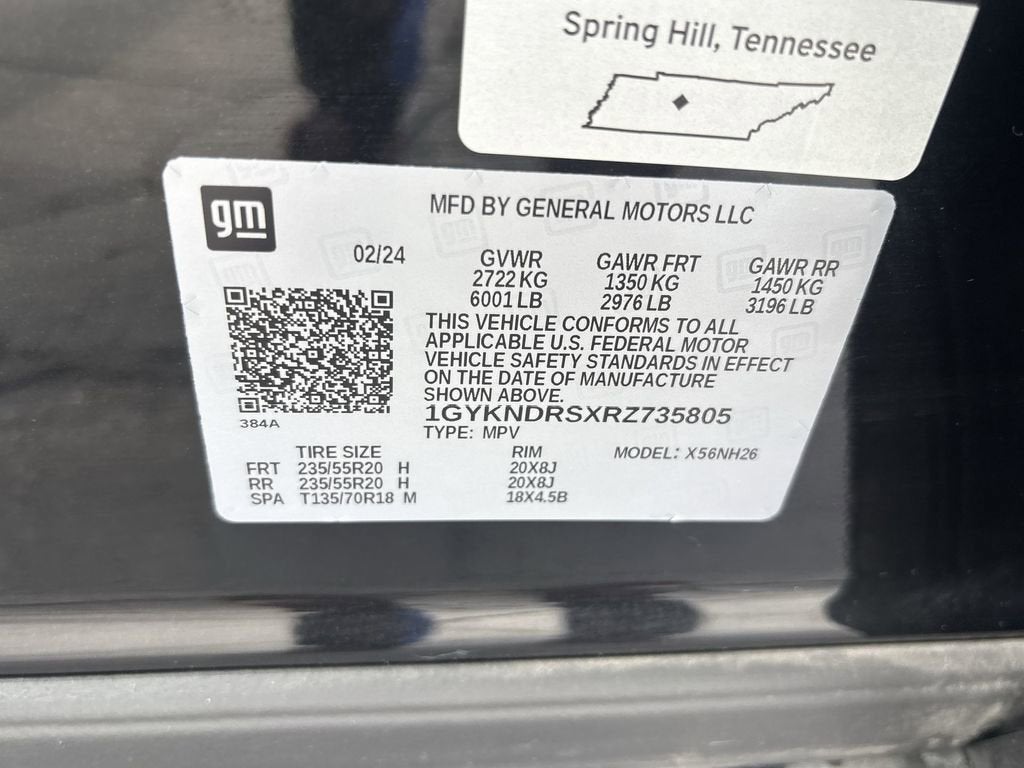 Spring Hill, Tennessee
gm
MFD BY GENERAL MOTORS LLC
02/24
GVWR GAWR FRT GAWR RR
2722 KG 1350 KG 1450 KG
6001 LB 2976 LB 3196 LB
THIS VEHICLE CONFORMS TO ALL
APPLICABLE U.S. FEDERAL MOTOR
VEHICLE SAFETY STANDARDS IN EFFECT
ON THE DATE OF MANUFACTURE
SHOWN ABOVE.
384A
1GYKNDRSXRZ735805
TYPE: MPV
TIRE SIZE RIM MODEL: X56NH26
FRT 235/55R20 H 20X8J
RR 235/55R20 H 20X8J
SPA T135/70R18 M 18X4.5B